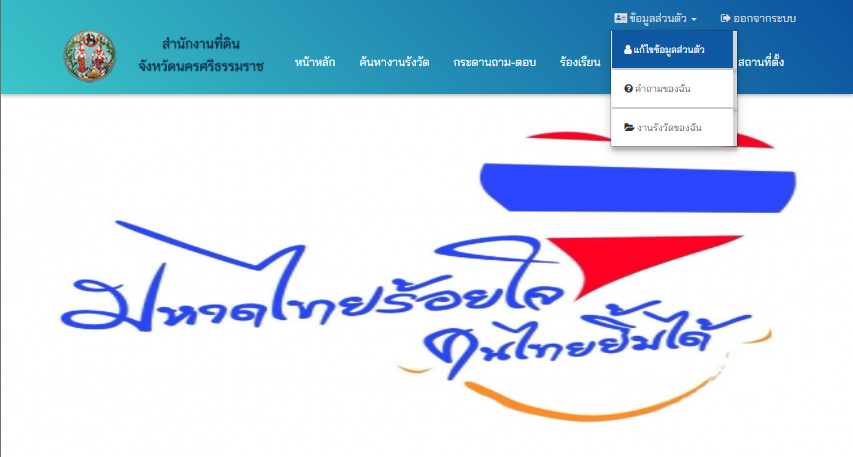 ข้อมูลส่วนตัว
ออกจากระบบ
สำนักงานที่ดิน
จังหวัดนครศรีธรรมราช
หน้าหลัก
ค้นหางานรังวัด
กระดานถาม-ตอบ
ร้องเรียน
สถานที่ตั้ง
แก้ไขข้อมูลส่วนตัว
คำถามของฉัน
งานรังวัดของฉัน
มหาดไทยร้อยใจ
คนไทยยิ้มได้